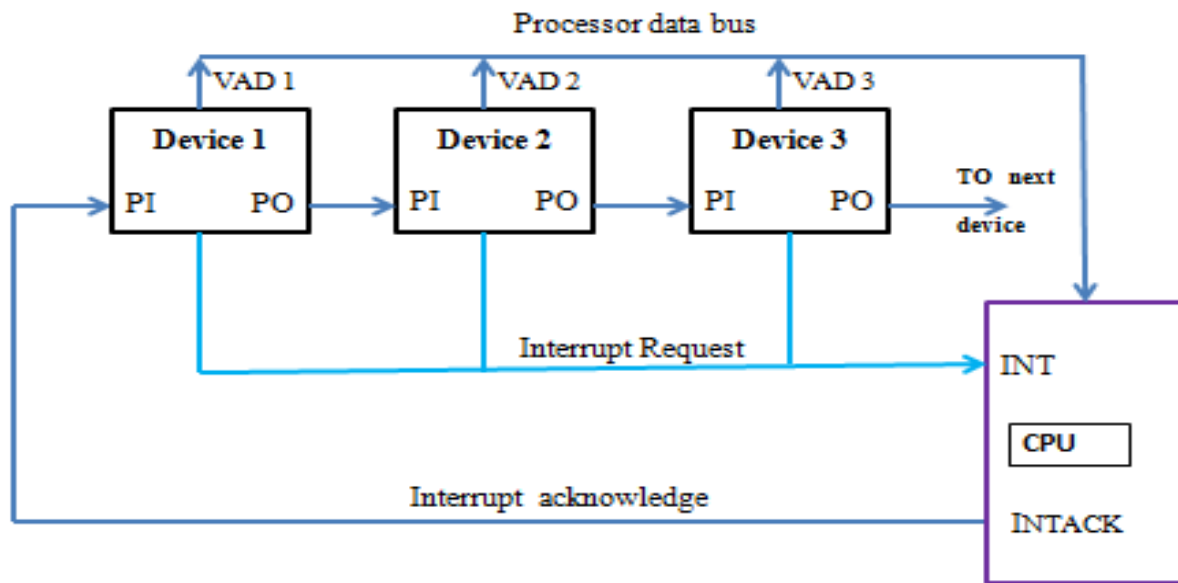 Processor data bus
VAD 1
VAD 2
VAD 3
Device 1
Device 2
Device 3
PI PO
PI PO
PI PO
TO next
device
Interrupt Request
INT
CPU
Interrupt acknowledge
INTACK